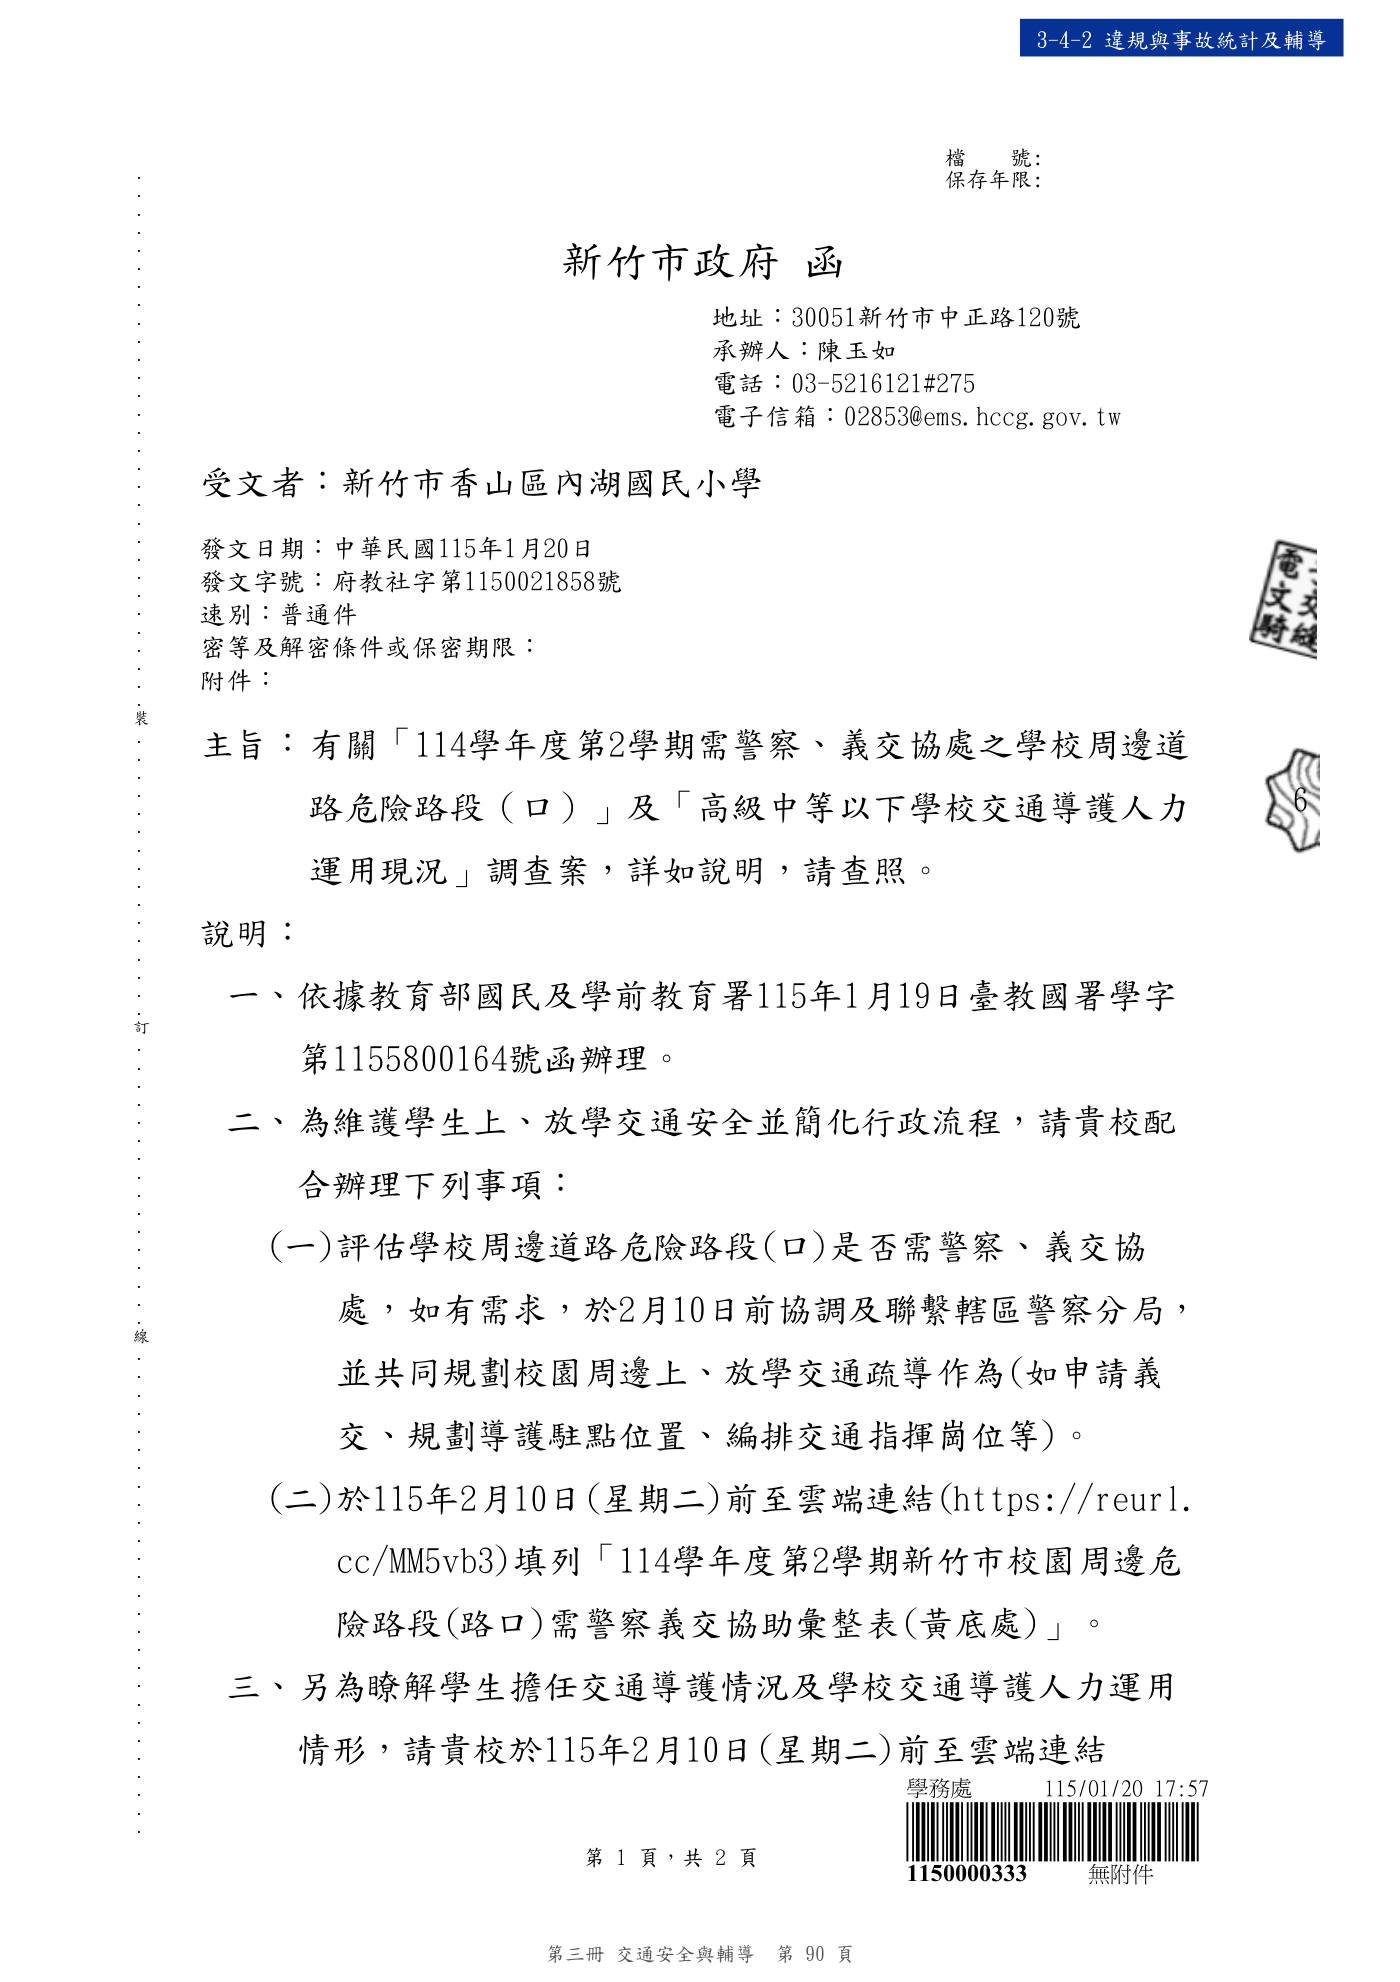 3-4-2 違規與事故統計及輔導
檔　　號:
保存年限:
新竹市政府 函
地址：30051新竹市中正路120號
承辦人：陳玉如
電話：03-5216121#275
電子信箱：02853@ems.hccg.gov.tw
受文者：新竹市香山區內湖國民小學
發文日期：中華民國115年1月20日
發文字號：府教社字第1150021858號
速別：普通件
密等及解密條件或保密期限：
附件：
電
文交
騎縫
裝
主旨：有關「114學年度第2學期需警察、義交協處之學校周邊道
路危險路段（口）」及「高級中等以下學校交通導護人力
6
運用現況」調查案，詳如說明，請查照。
說明：
一、依據教育部國民及學前教育署115年1月19日臺教國署學字
訂
第1155800164號函辦理。
二、為維護學生上、放學交通安全並簡化行政流程，請貴校配
合辦理下列事項：
(一)評估學校周邊道路危險路段(口)是否需警察、義交協
處，如有需求，於2月10日前協調及聯繫轄區警察分局，
線
並共同規劃校園周邊上、放學交通疏導作為(如申請義
交、規劃導護駐點位置、編排交通指揮崗位等)。
(二)於115年2月10日(星期二)前至雲端連結(https://reurl.
cc/MM5vb3)填列「114學年度第2學期新竹市校園周邊危
險路段(路口)需警察義交協助彙整表(黃底處)」。
三、另為瞭解學生擔任交通導護情況及學校交通導護人力運用
情形，請貴校於115年2月10日(星期二)前至雲端連結
學務處 115/01/20 17:57
第 1 頁，共 2 頁
1150000333 無附件
第三冊 交通安全與輔導 第 90 頁